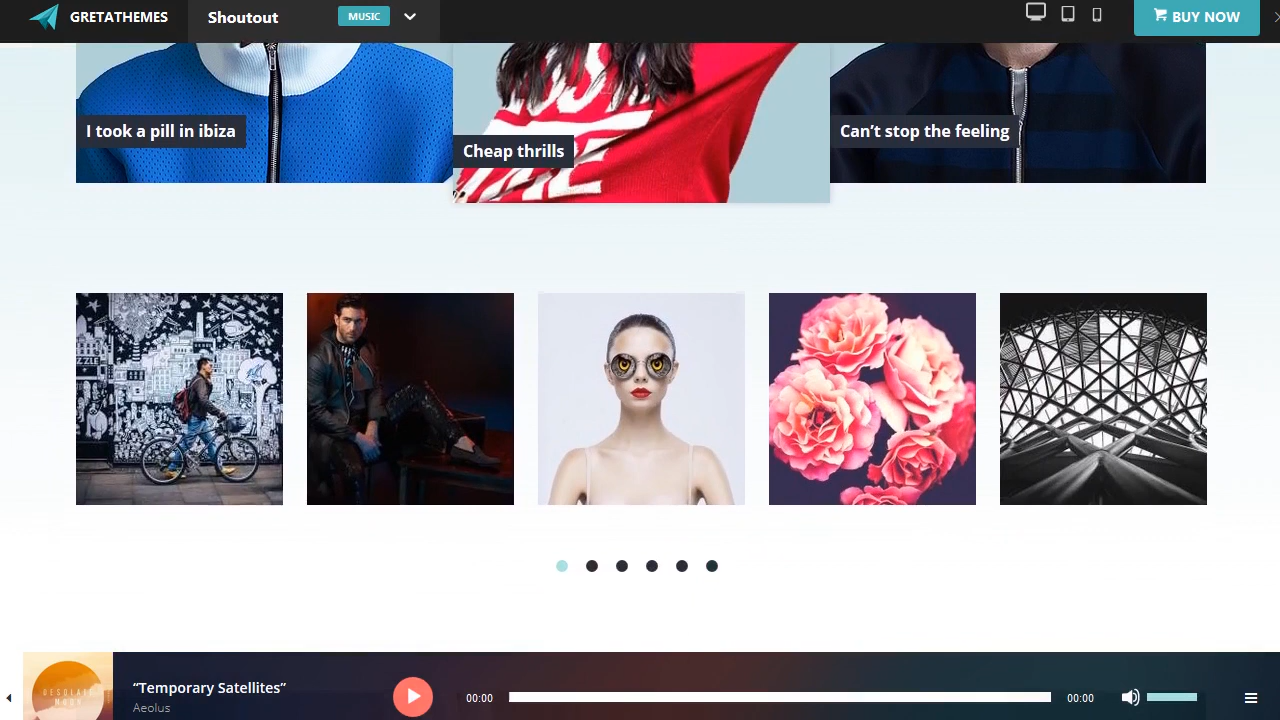 GRETATHEMES
Shoutout
MUSIC
BUY NOW
I took a pill in ibiza
Cheap thrills
Can't stop the feeling
“Temporary Satellites”
Aeolus
00:00
00:00